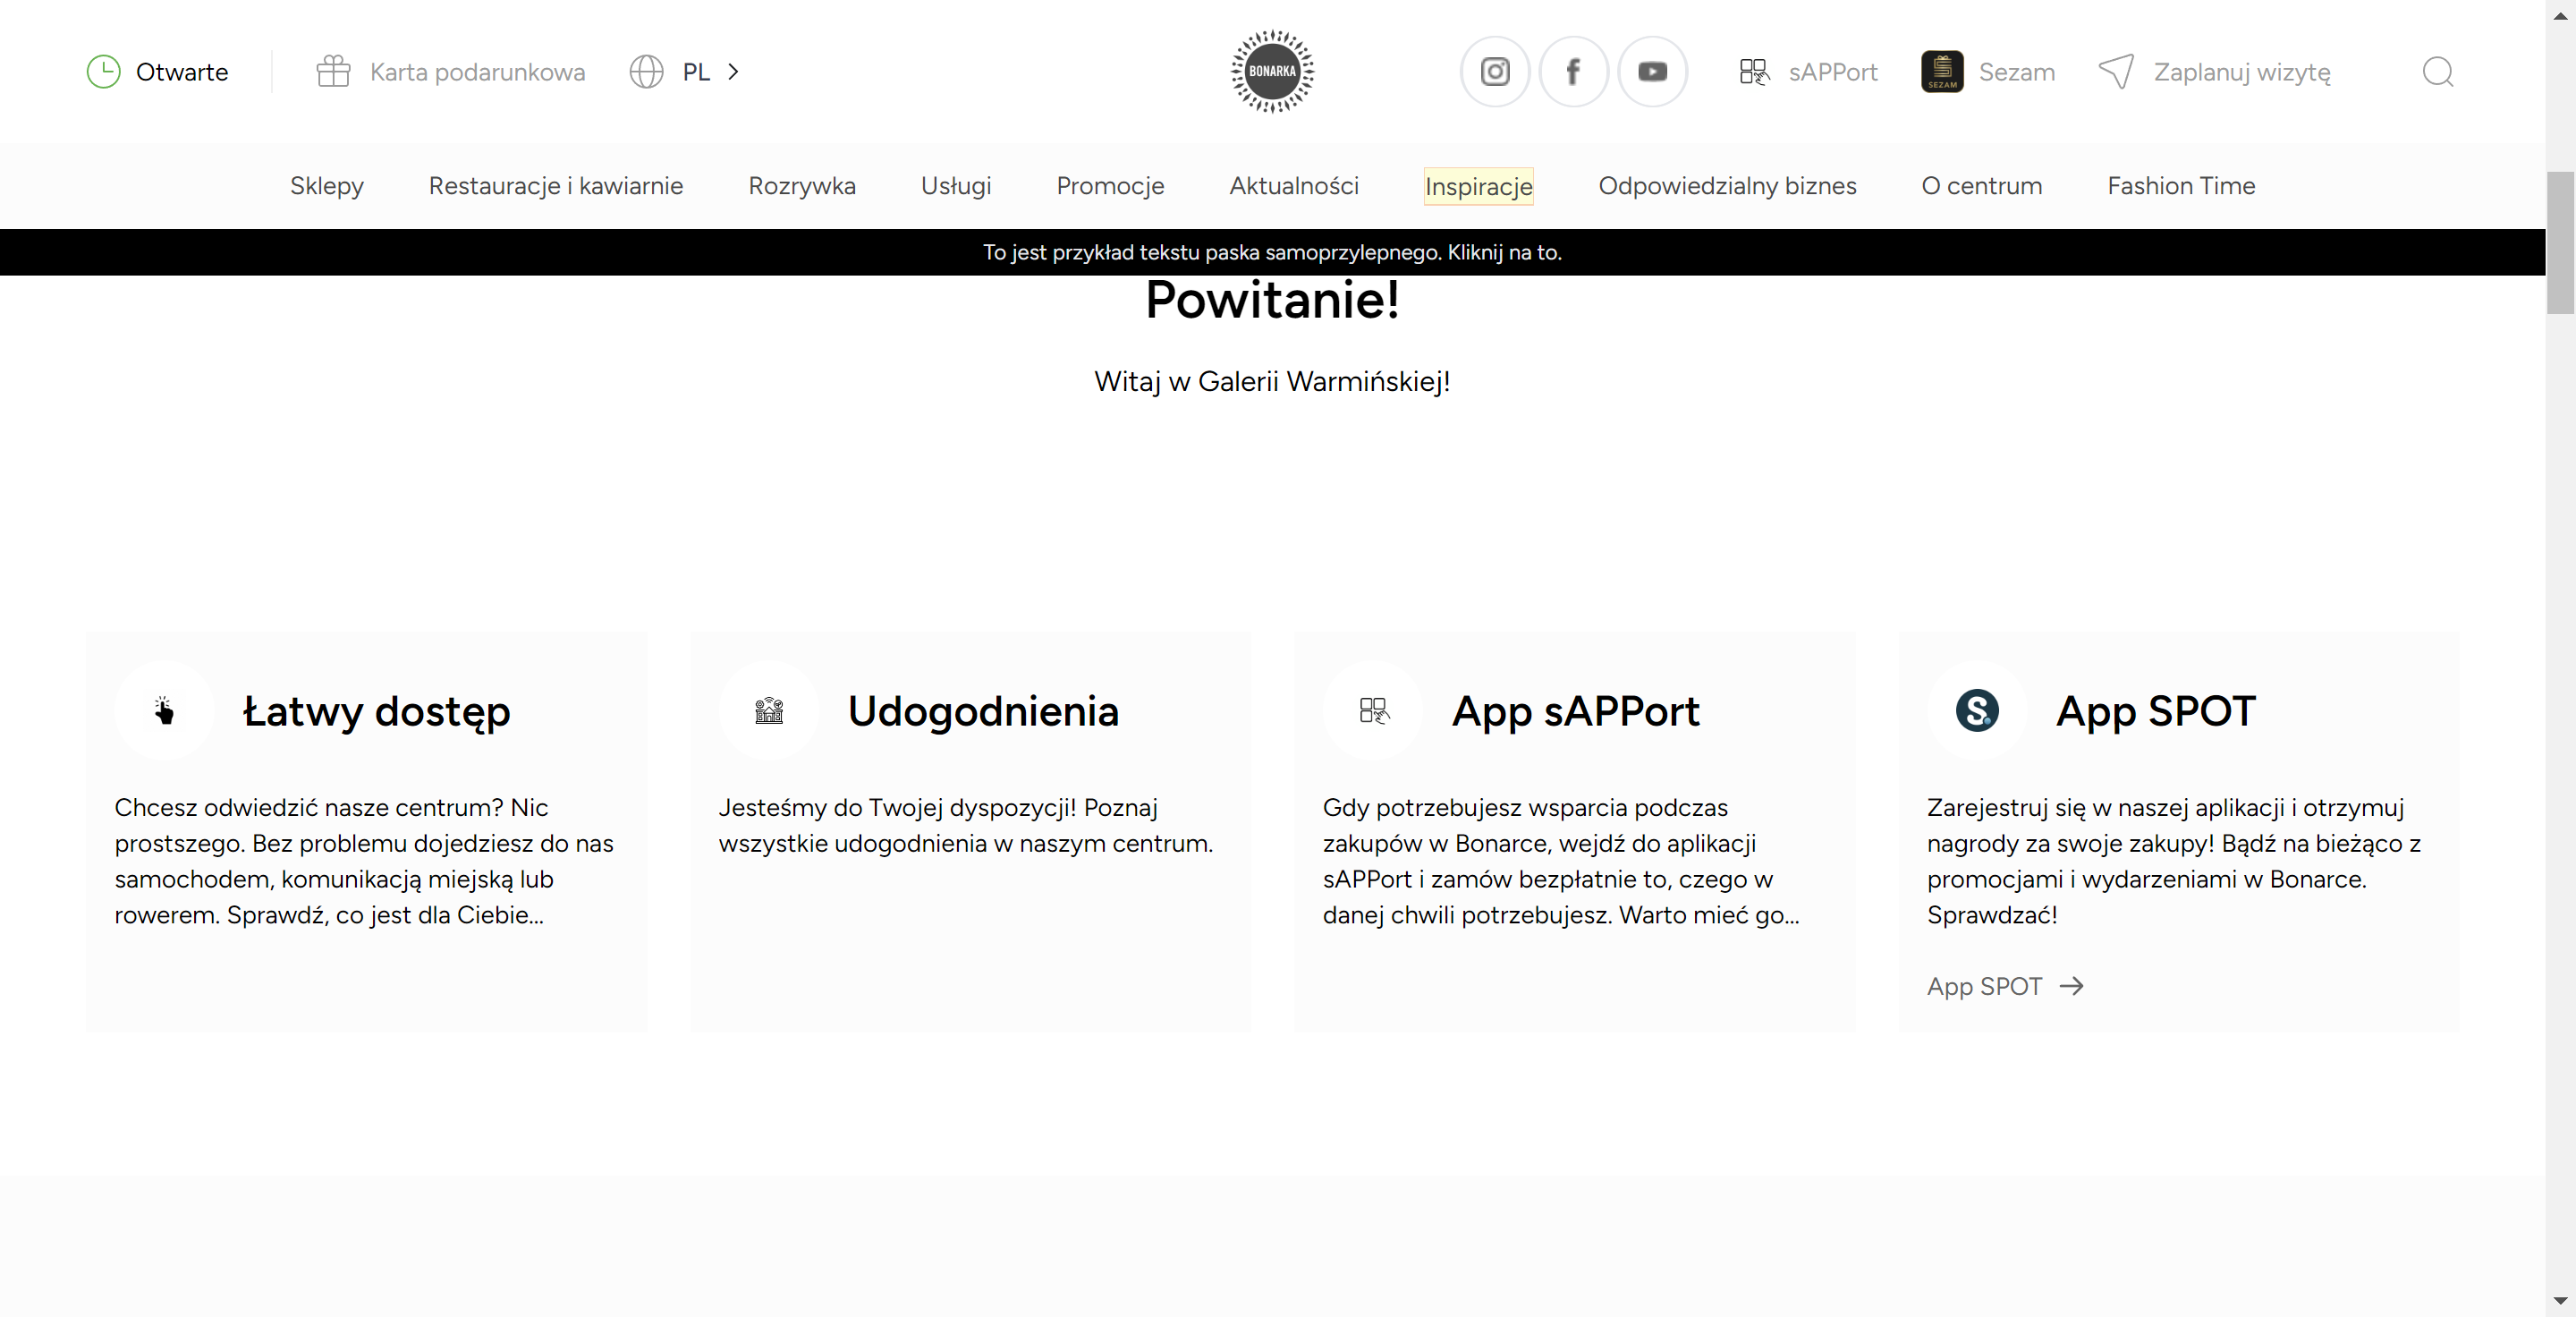 Otwarte
Karta podarunkowa
PL
BONARKA
sAPPort
SEZAM
Sezam
Zaplanuj wizytę
Sklepy
Restauracje i kawiarnie
Rozrywka
Usługi
Promocje
Aktualności
Inspiracje
Odpowiedzialny biznes
O centrum
Fashion Time
To jest przykład tekstu paska samoprzylepnego. Kliknij na to.
Powitanie!
Witaj w Galerii Warmińskiej!
Łatwy dostęp
Chcesz odwiedzić nasze centrum? Nic
prostszego. Bez problemu dojedziesz do nas
samochodem, komunikacją miejską lub
rowerem. Sprawdź, co jest dla Ciebie...
Udogodnienia
Jesteśmy do Twojej dyspozycji! Poznaj
wszystkie udogodnienia w naszym centrum.
App sAPPort
Gdy potrzebujesz wsparcia podczas
zakupów w Bonarce, wejdź do aplikacji
sAPPort i zamów bezpłatnie to, czego w
danej chwili potrzebujesz. Warto mieć go...
App SPOT
Zarejestruj się w naszej aplikacji i otrzymuj
nagrody za swoje zakupy! Bądź na bieżąco z
promocjami i wydarzeniami w Bonarce.
Sprawdzać!
App SPOT